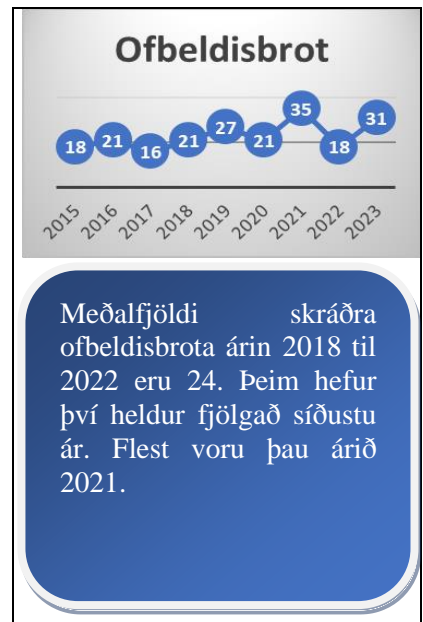 Ofbeldisbrot
18 21 16 21 27 21 35 18 31
2015 2016 2017 2018 2019 2020 2021 2022 2023
Meðalfjöldi skráðra
ofbeldisbrota árin 2018 til
2022 eru 24. Þeim hefur
því heldur fjölgað síðustu
ár. Flest voru þau árið
2021.